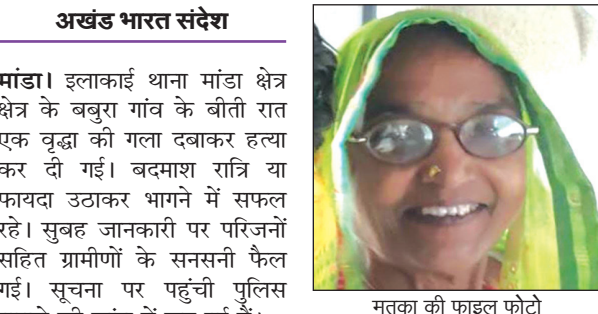 अखंड भारत संदेश
मांडा। इलाकाई थाना मांडा क्षेत्र
क्षेत्र के बबुरा गांव के बीती रात
एक वृद्धा की गला दबाकर हत्या
कर दी गई। बदमाश रात्रि या
फायदा उठाकर भागने में सफल
रहे। सुबह जानकारी पर परिजनों
सहित ग्रामीणों के सनसनी फैल
गई। सूचना पर पहुंची पुलिस
मृतका की फाइल फोटो